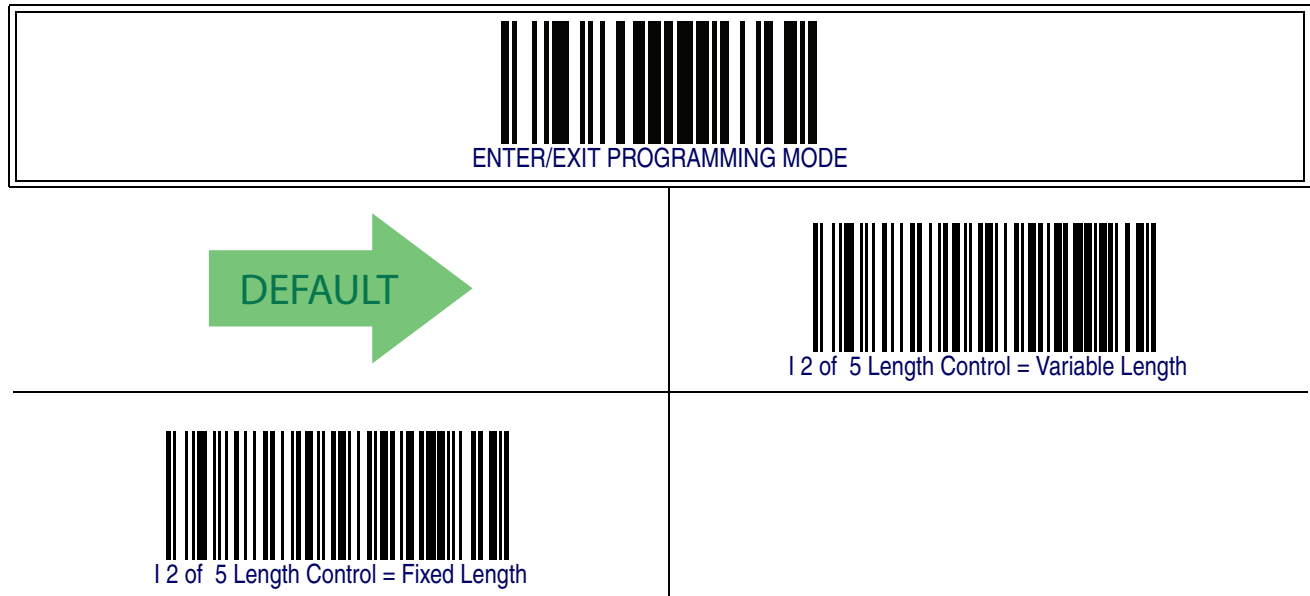 ENTER/EXIT PROGRAMMING MODE
DEFAULT
I 2 of  5 Length Control = Variable Length
I 2 of  5 Length Control = Fixed Length